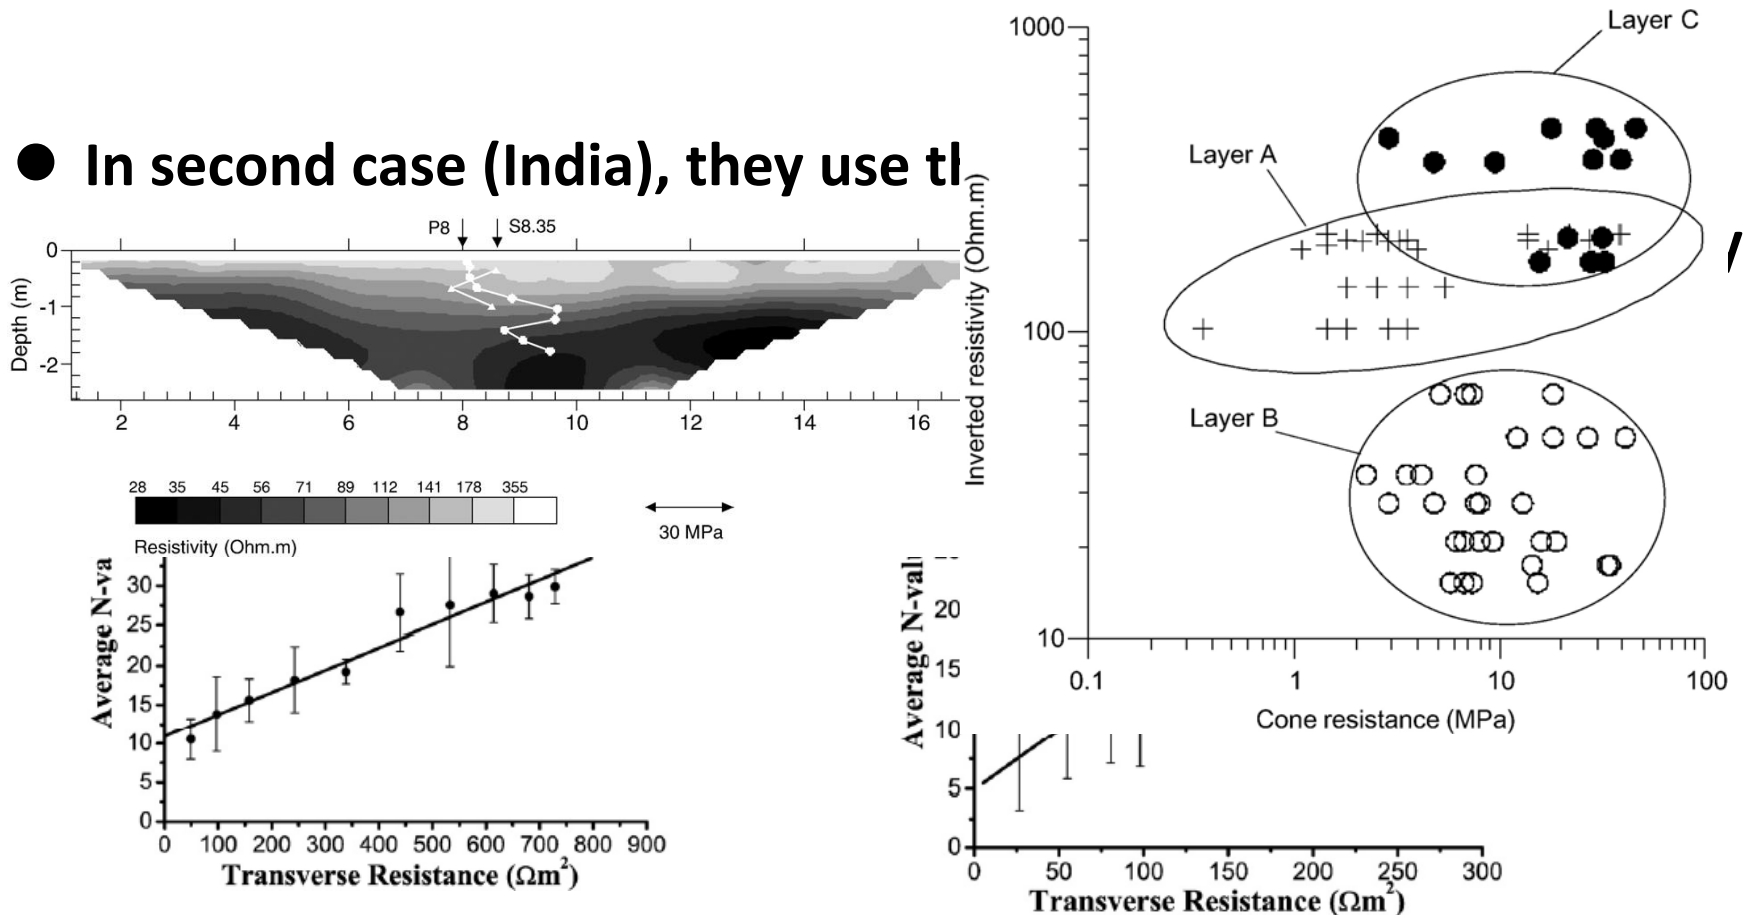 ● In second case (India), they use th
P8 S8.35
0
-1
-2
Depth (m)
2 4 6 8 10 12 14 16
28 35 45 56 71 89 112 141 178 355
Resistivity (Ohm.m)
30 MPa
1000
100
10
Inverted resistivity (Ohm.m)
Layer C
Layer A
Layer B
0.1 1 10 100
Cone resistance (MPa)
30
25
20
15
10
5
0
Average N-va
0 100 200 300 400 500 600 700 800 900
Transverse Resistance (Ωm²)
20
15
10
5
0
Average N-val
0 50 100 150 200 250 300
Transverse Resistance (Ωm²)